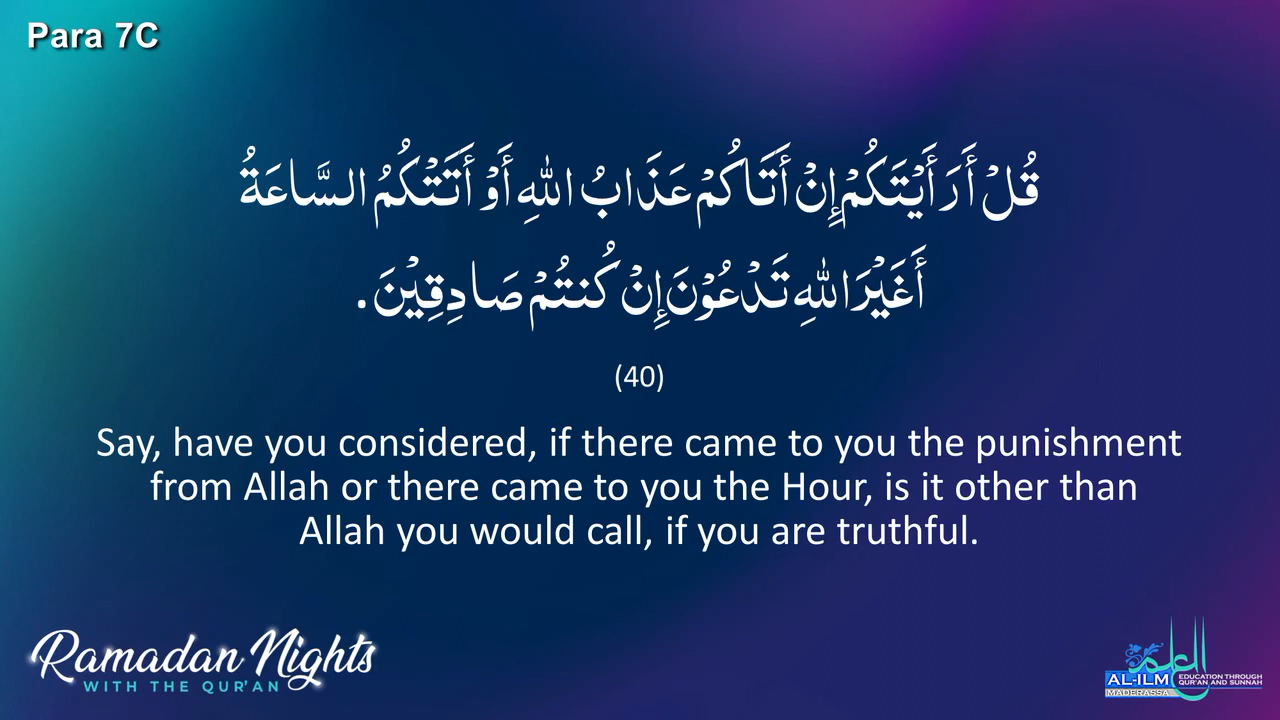 Para 7C
قُلْ أَرَأَيْتَكُمْ إِنْ أَتَاكُمْ عَذَابُ اللهِ أَوْ أَتَتْكُمُ السَّاعَةُ
أَغَيْرَ اللهِ تَدْعُوْنَ إِنْ كُنتُمْ صَادِقِيْنَ .
(40)
Say, have you considered, if there came to you the punishment
from Allah or there came to you the Hour, is it other than
Allah you would call, if you are truthful.
Ramadan Nights
WITH THE QUR'AN
العلم
AL-ILM
MADERASSA
EDUCATION THROUGH
QUR'AN AND SUNNAH